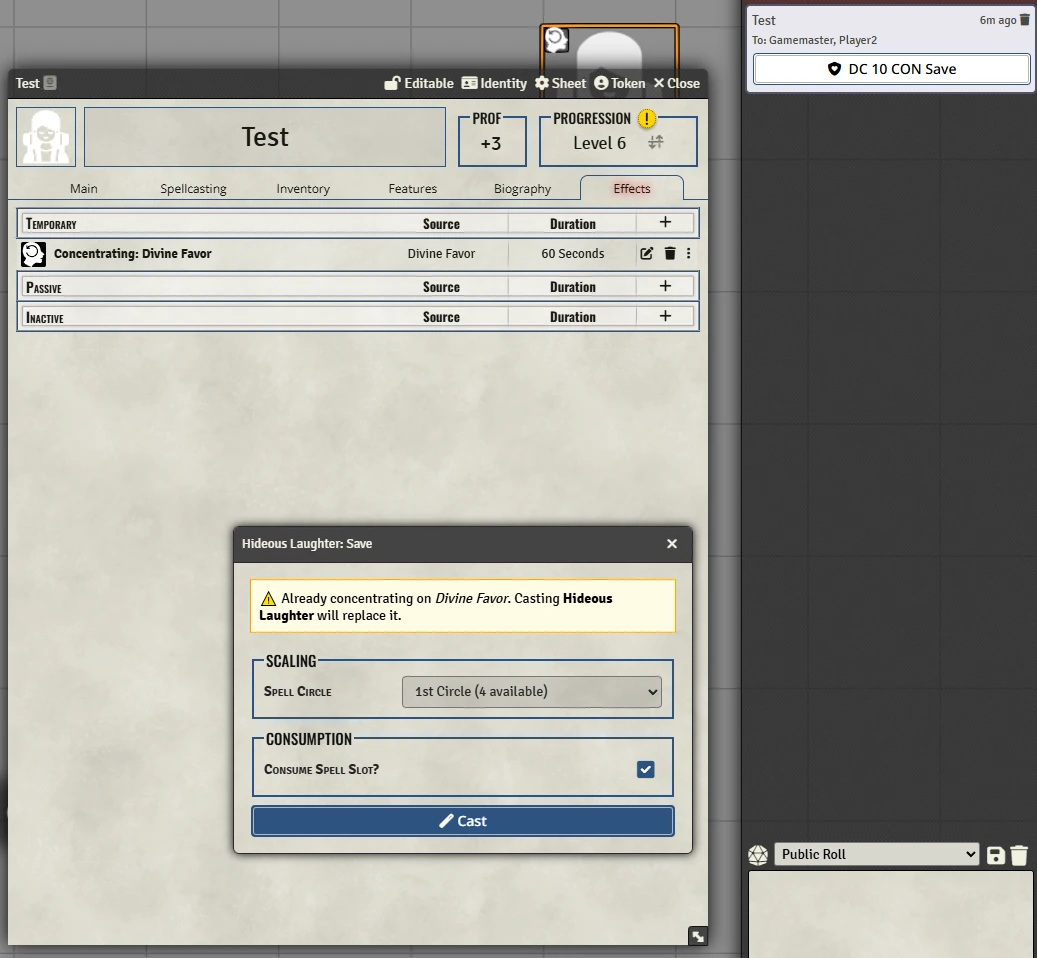 Test
6m ago
To: Gamemaster, Player2
DC 10 CON Save
Test Editable Identity Sheet Token Close
Test
PROF
+3
PROGRESSION
Level 6
Main Spellcasting Inventory Features Biography Effects
Temporary Source Duration
Concentrating: Divine Favor Divine Favor 60 Seconds
Passive Source Duration
Inactive Source Duration
Hideous Laughter: Save
Already concentrating on Divine Favor. Casting Hideous
Laughter will replace it.
SCALING
Spell Circle 1st Circle (4 available)
CONSUMPTION
Consume Spell Slot?
Cast
Public Roll